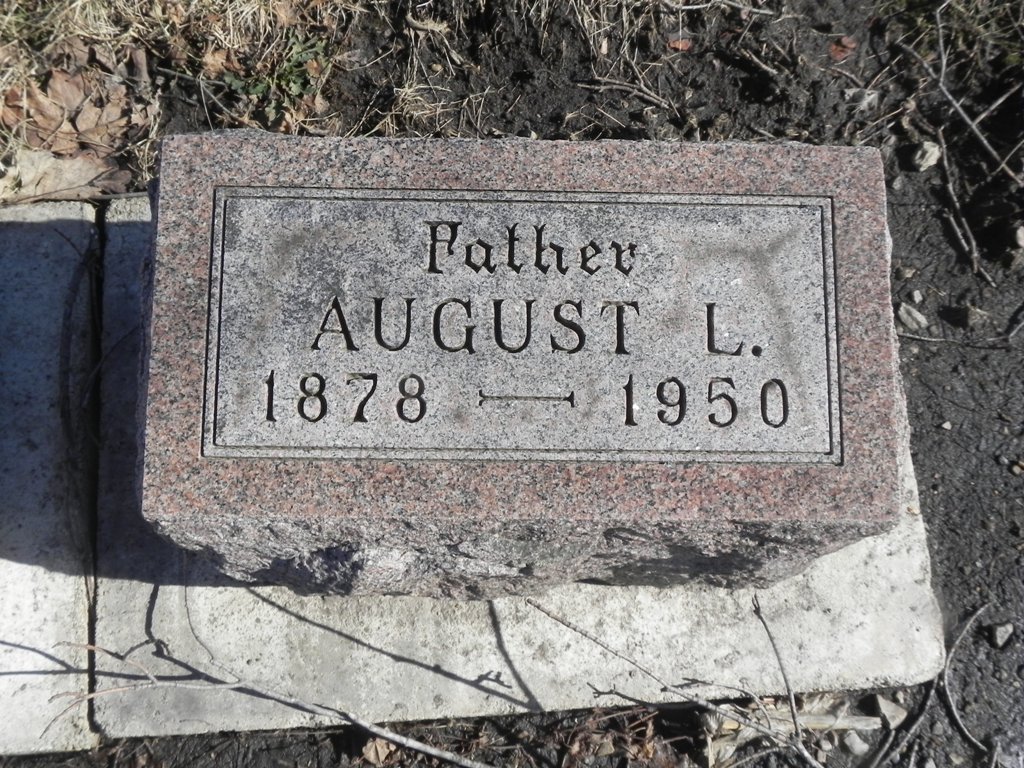 Father
AUGUST L.
1878 — 1950